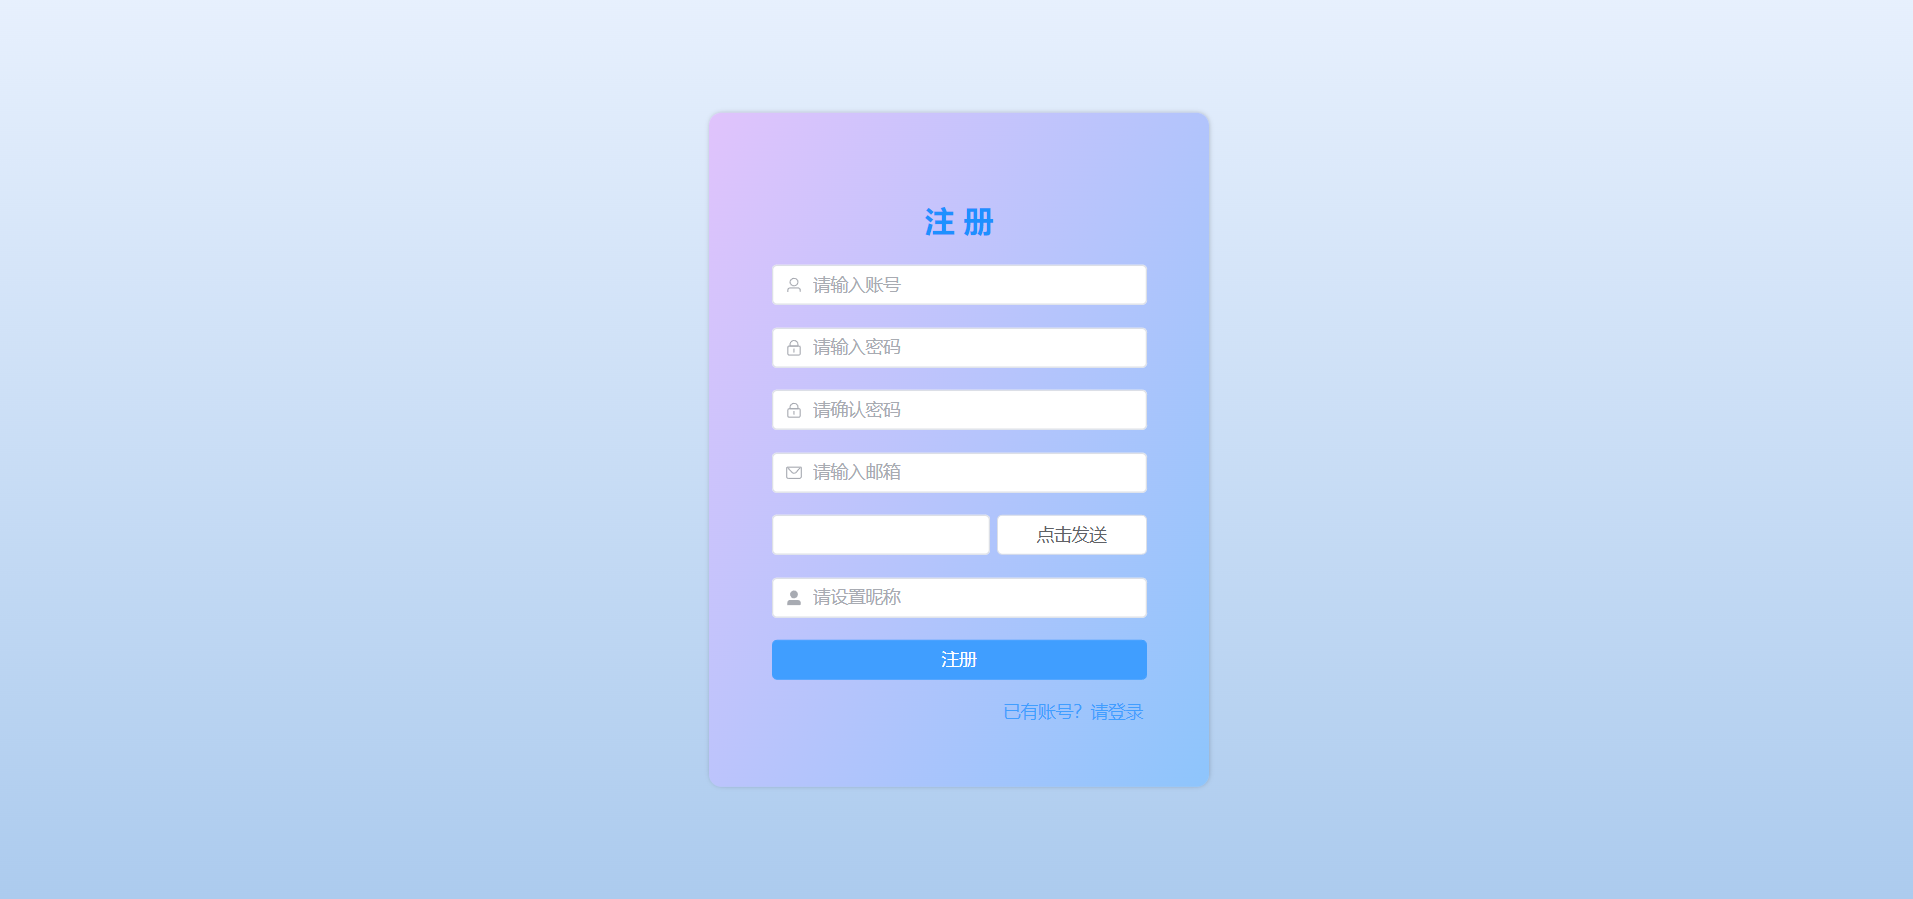 注 册
请输入账号
请输入密码
请确认密码
请输入邮箱
点击发送
请设置昵称
注册
已有账号？请登录